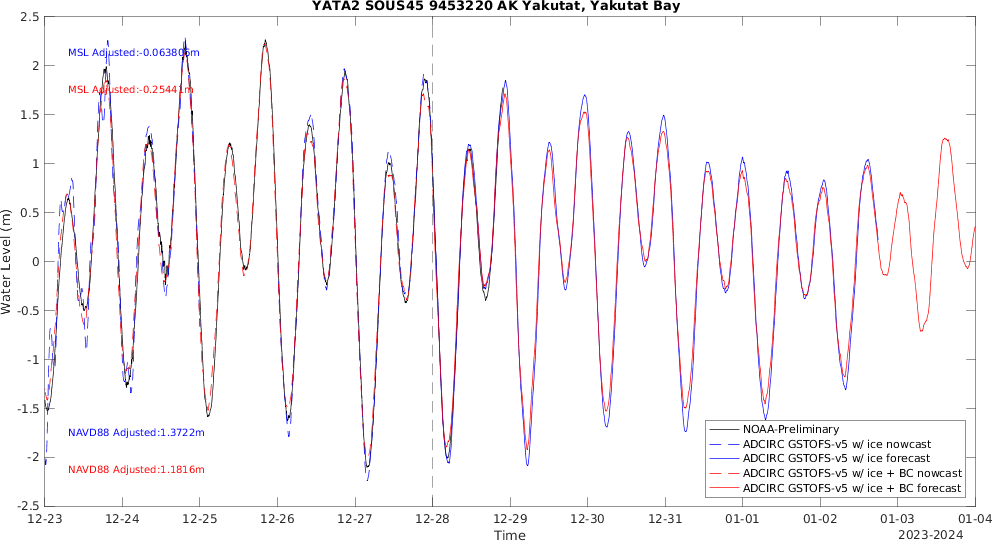 YATA2 SOUS45 9453220 AK Yakutat, Yakutat Bay
MSL Adjusted:-0.063806m
MSL Adjusted:-0.25441m
NAVD88 Adjusted:1.3722m
NAVD88 Adjusted:1.1816m
Water Level (m)
2.5
2
1.5
1
0.5
0
-0.5
-1
-1.5
-2
-2.5
NOAA-Preliminary
ADCIRC GSTOFS-v5 w/ ice nowcast
ADCIRC GSTOFS-v5 w/ ice forecast
ADCIRC GSTOFS-v5 w/ ice + BC nowcast
ADCIRC GSTOFS-v5 w/ ice + BC forecast
12-23 12-24 12-25 12-26 12-27 12-28 12-29 12-30 12-31 01-01 01-02 01-03 01-04
Time
2023-2024